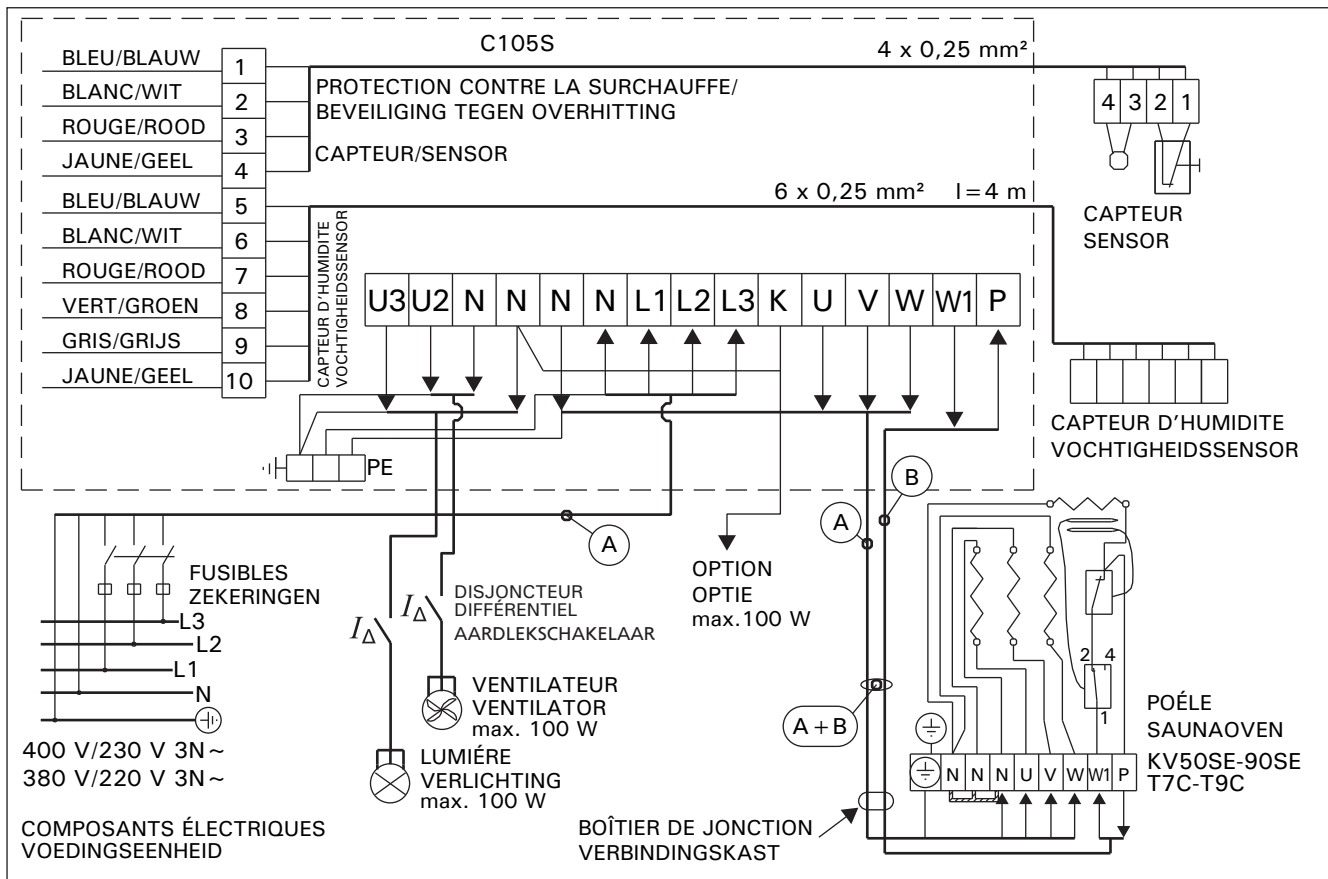 C105S
4 x 0,25 mm²
BLEU/BLAUW 1
BLANC/WIT 2
ROUGE/ROOD 3
JAUNE/GEEL 4
BLEU/BLAUW 5
BLANC/WIT 6
ROUGE/ROOD 7
VERT/GROEN 8
GRIS/GRIJS 9
JAUNE/GEEL 10
PROTECTION CONTRE LA SURCHAUFFE/
BEVEILIGING TEGEN OVERHITTING
CAPTEUR/SENSOR
4 3 2 1
CAPTEUR
SENSOR
6 x 0,25 mm² l=4 m
CAPTEUR D'HUMIDITE
VOCHTIGHEIDSSENSOR
U3 U2 N N N N L1 L2 L3 K U V W W1 P
CAPTEUR D'HUMIDITE
VOCHTIGHEIDSSENSOR
PE
A
A
B
FUSIBLES
ZEKERINGEN
L3
L2
L1
N
400 V/230 V 3N~
380 V/220 V 3N~
COMPOSANTS ÉLECTRIQUES
VOEDINGSEENHEID
IΔ
IΔ
DISJONCTEUR
DIFFÉRENTIEL
AARDLEKSCHAKELAAR
VENTILATEUR
VENTILATOR
max. 100 W
LUMIÉRE
VERLICHTING
max. 100 W
OPTION
OPTIE
max.100 W
A+B
BOÎTIER DE JONCTION
VERBINDINGSKAST
2 4
1
N N N U V W W1 P
POÉLE
SAUNAOVEN
KV50SE-90SE
T7C-T9C